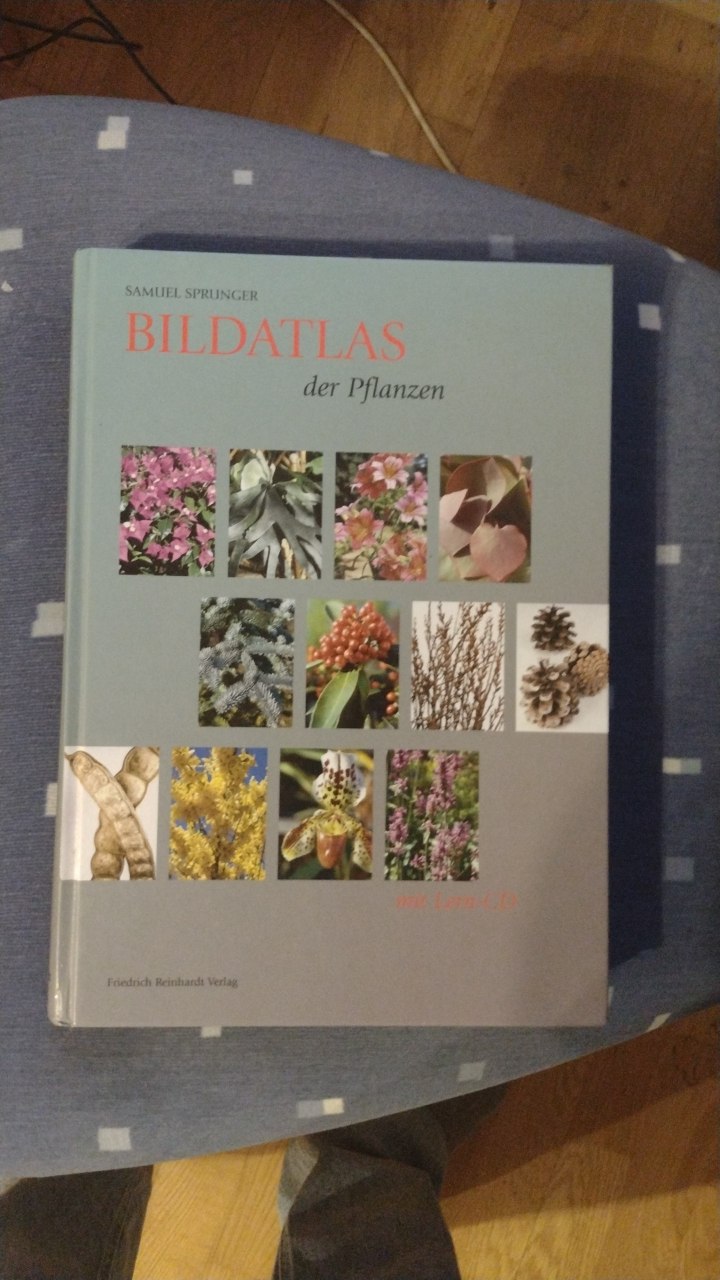 SAMUEL SPRUNGER
BILDATLAS
der Pflanzen
mit Lern-CD
Friedrich Reinhardt Verlag